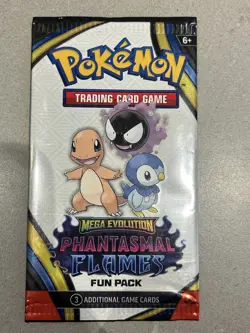 6+
POKÉMON
TRADING CARD GAME
MEGA EVOLUTION
PHANTASMAL
FLAMES
FUN PACK
3 ADDITIONAL GAME CARDS